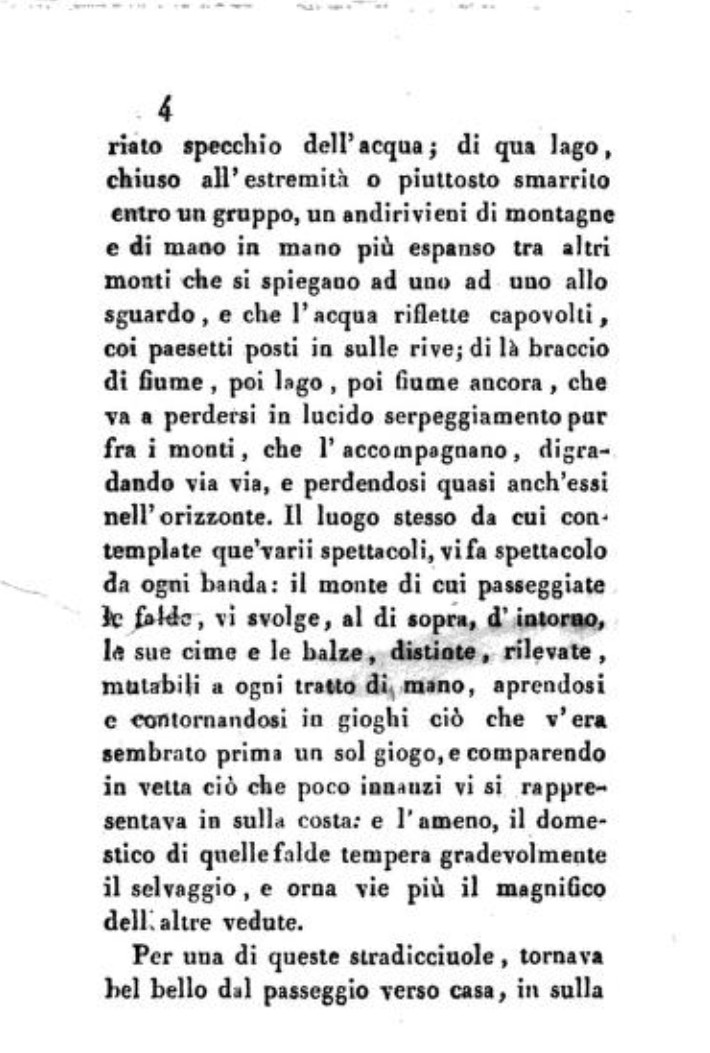 4
riato specchio dell'acqua; di qua lago,
chiuso all'estremità o piuttosto smarrito
entro un gruppo, un andirivieni di montagne
e di mano in mano più espanso tra altri
monti che si spiegano ad uno ad uno allo
sguardo, e che l'acqua riflette capovolti,
coi paesetti posti in sulle rive; di là braccio
di fiume, poi lago, poi fiume ancora, che
va a perdersi in lucido serpeggiamento pur
fra i monti, che l'accompagnano, digra-
dando via via, e perdendosi quasi anch'essi
nell'orizzonte. Il luogo stesso da cui con-
template que'varii spettacoli, vi fa spettacolo
da ogni banda: il monte di cui passeggiate
le falde, vi svolge, al di sopra, d'intorno,
le sue cime e le balze, distinte, rilevate,
mutabili a ogni tratto di mano, aprendosi
e contornandosi in gioghi ciò che v'era
sembrato prima un sol giogo, e comparendo
in vetta ciò che poco innanzi vi si rappre-
sentava in sulla costa: e l'ameno, il dome-
stico di quelle falde tempera gradevolmente
il selvaggio, e orna vie più il magnifico
dell'altre vedute.
Per una di queste stradicciuole, tornava
bel bello dal passeggio verso casa, in sulla